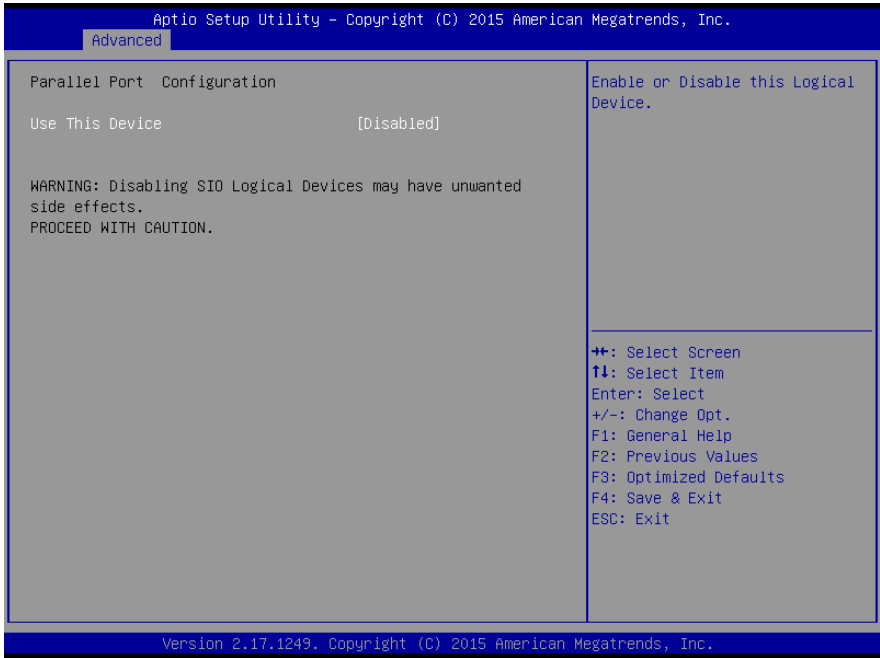 Aptio Setup Utility – Copyright (C) 2015 American Megatrends, Inc.
Advanced
Parallel Port Configuration
Use This Device [Disabled]
WARNING: Disabling SIO Logical Devices may have unwanted
side effects.
PROCEED WITH CAUTION.
Enable or Disable this Logical
Device.
→←: Select Screen
↑↓: Select Item
Enter: Select
+/-: Change Opt.
F1: General Help
F2: Previous Values
F3: Optimized Defaults
F4: Save & Exit
ESC: Exit
Version 2.17.1249. Copyright (C) 2015 American Megatrends, Inc.